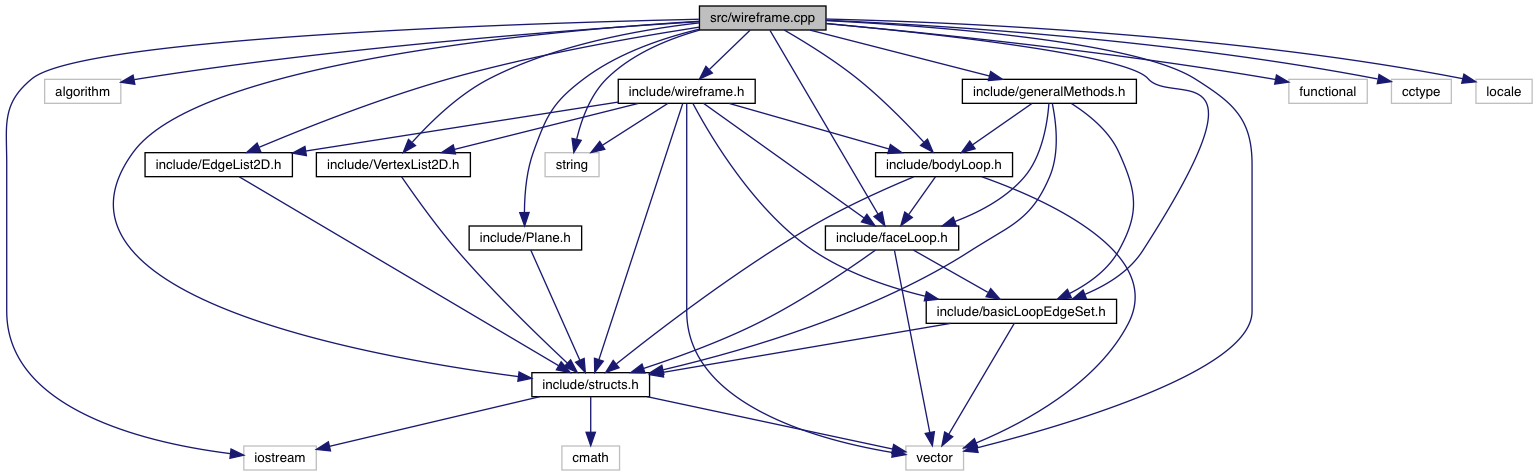 src/wireframe.cpp
algorithm
include/wireframe.h
include/generalMethods.h
functional
cctype
locale
include/EdgeList2D.h
include/VertexList2D.h
string
include/bodyLoop.h
include/Plane.h
include/faceLoop.h
include/basicLoopEdgeSet.h
include/structs.h
iostream
cmath
vector